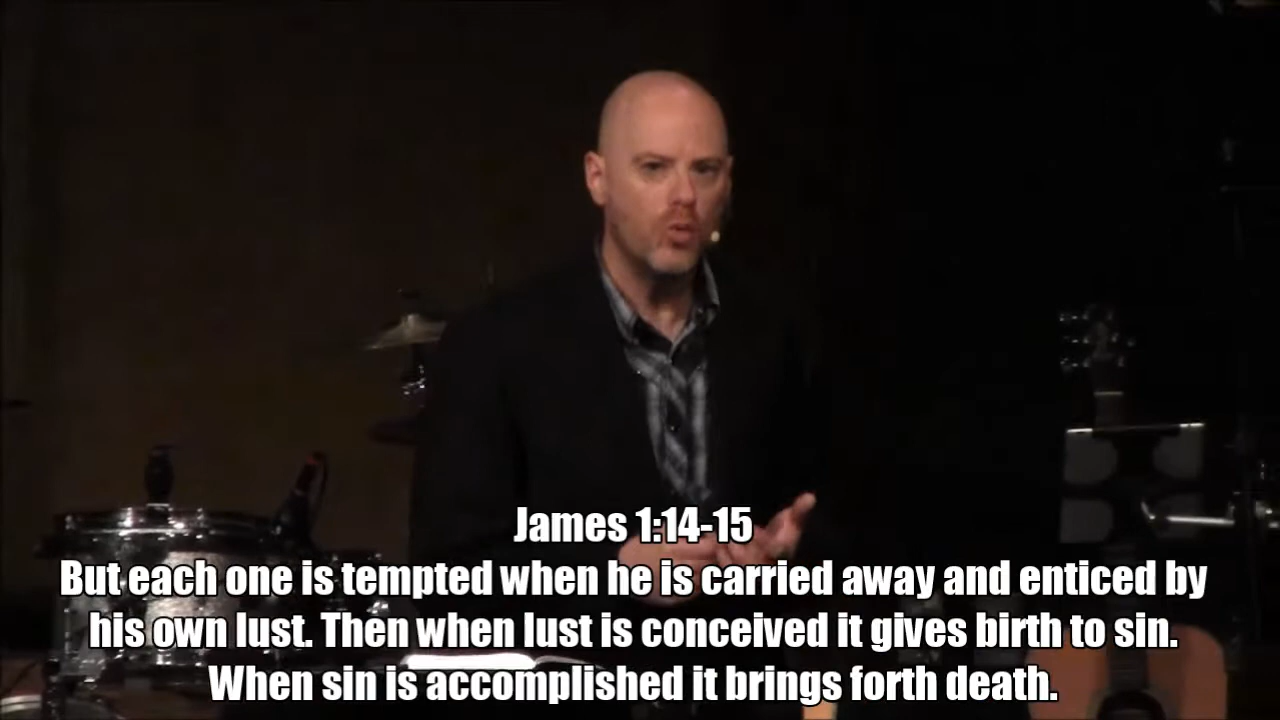 James 1:14-15
But each one is tempted when he is carried away and enticed by
his own lust. Then when lust is conceived it gives birth to sin.
When sin is accomplished it brings forth death.